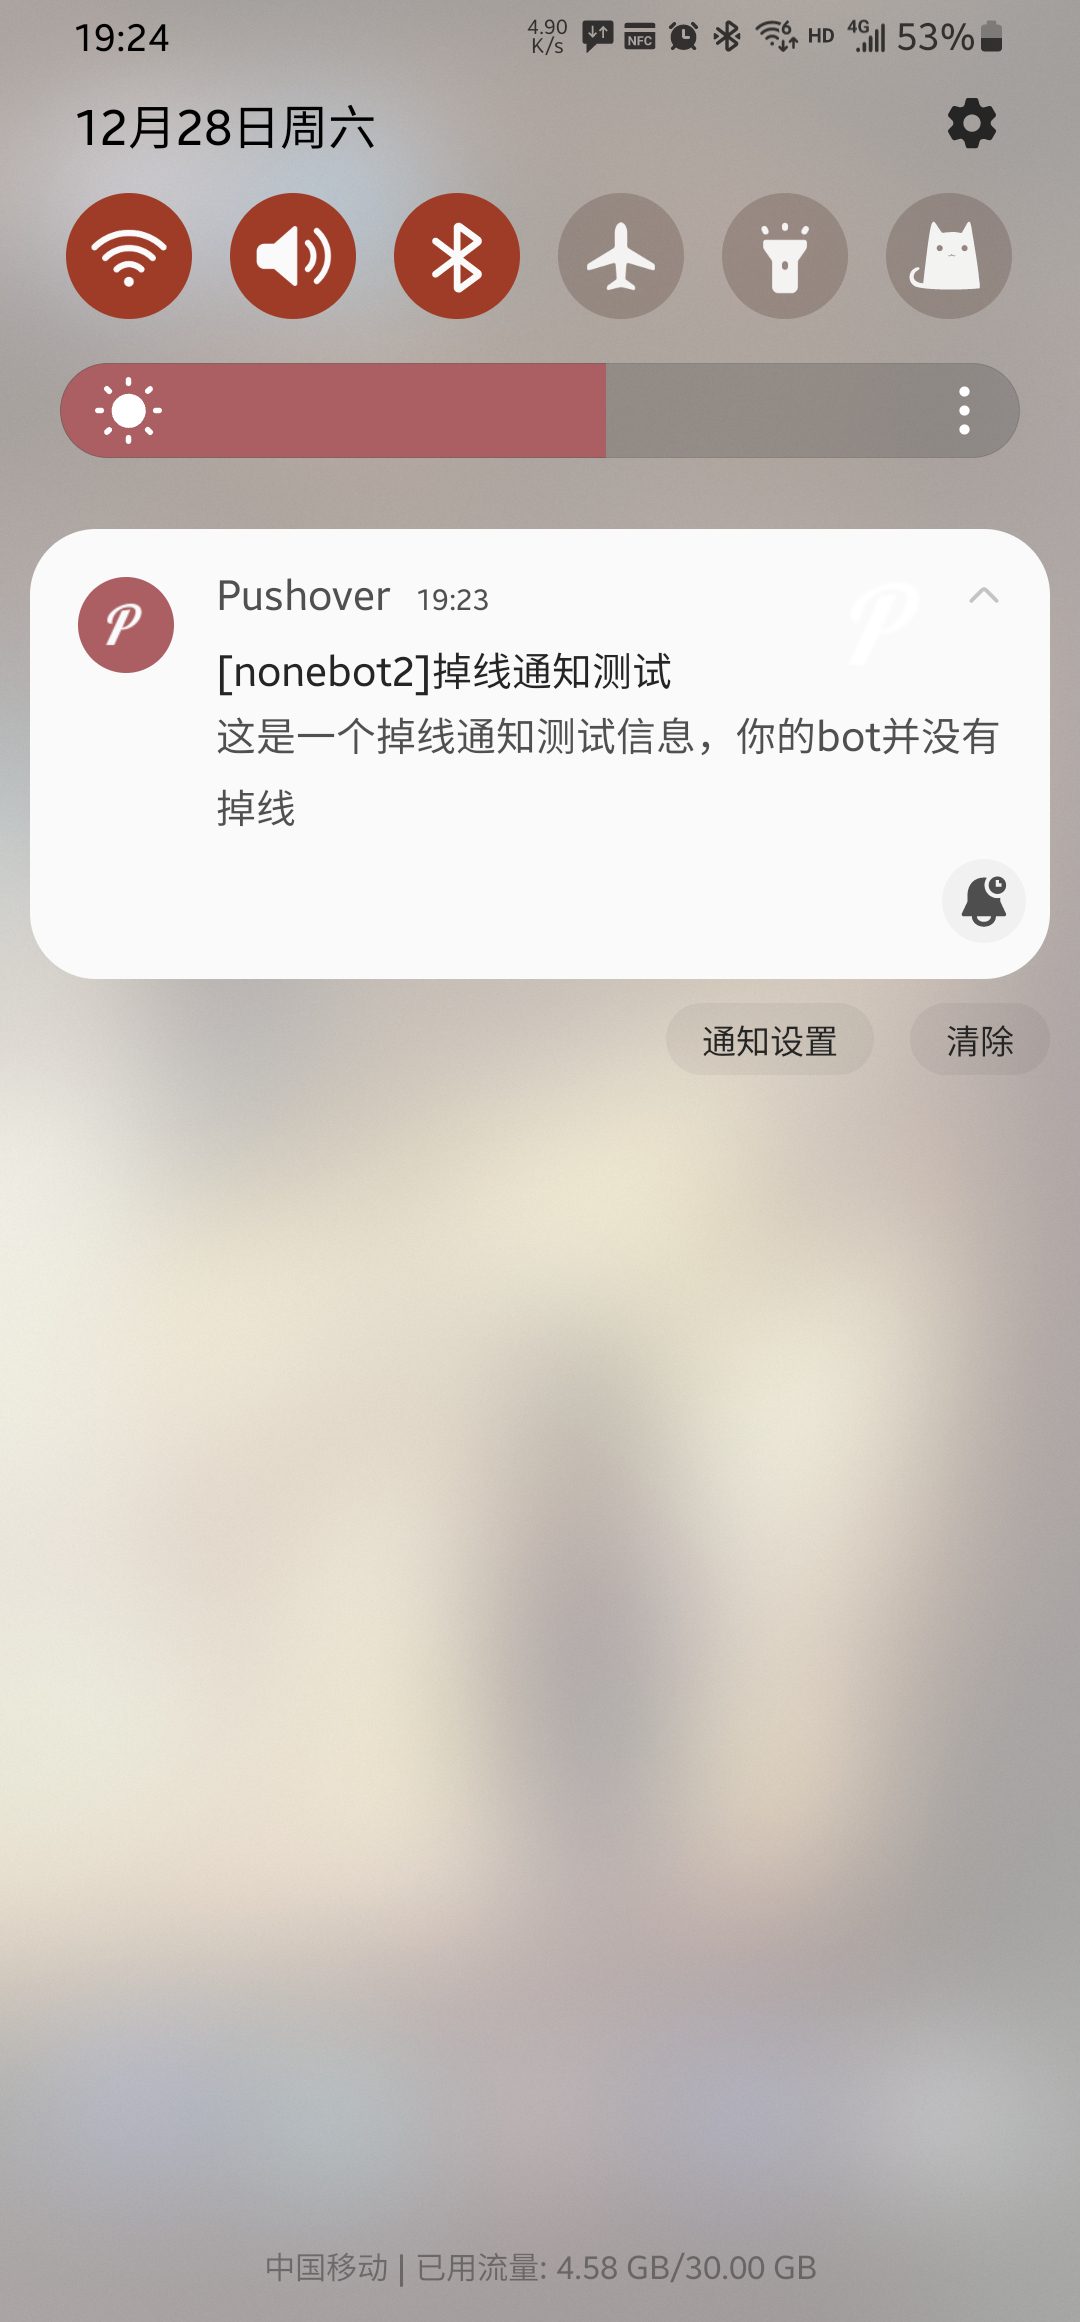 19:24
4.90
K/s
NFC
6
HD
4G
53%
12月28日周六
Pushover 19:23
[nonebot2]掉线通知测试
这是一个掉线通知测试信息，你的bot并没有
掉线
通知设置
清除
中国移动 | 已用流量: 4.58 GB/30.00 GB